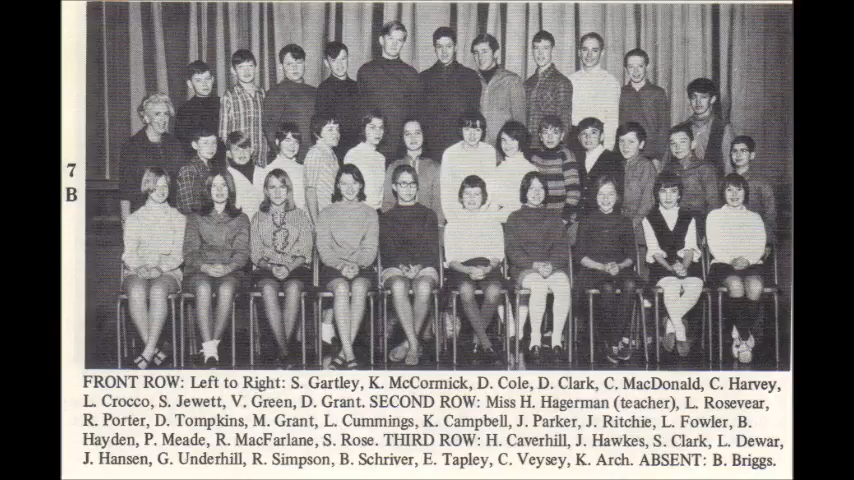 7
B
FRONT ROW: Left to Right: S. Gartley, K. McCormick, D. Cole, D. Clark, C. MacDonald, C. Harvey,
L. Crocco, S. Jewett, V. Green, D. Grant. SECOND ROW: Miss H. Hagerman (teacher), L. Rosevear,
R. Porter, D. Tompkins, M. Grant, L. Cummings, K. Campbell, J. Parker, J. Ritchie, L. Fowler, B.
Hayden, P. Meade, R. MacFarlane, S. Rose. THIRD ROW: H. Caverhill, J. Hawkes, S. Clark, L. Dewar,
J. Hansen, G. Underhill, R. Simpson, B. Schriver, E. Tapley, C. Veysey, K. Arch. ABSENT: B. Briggs.